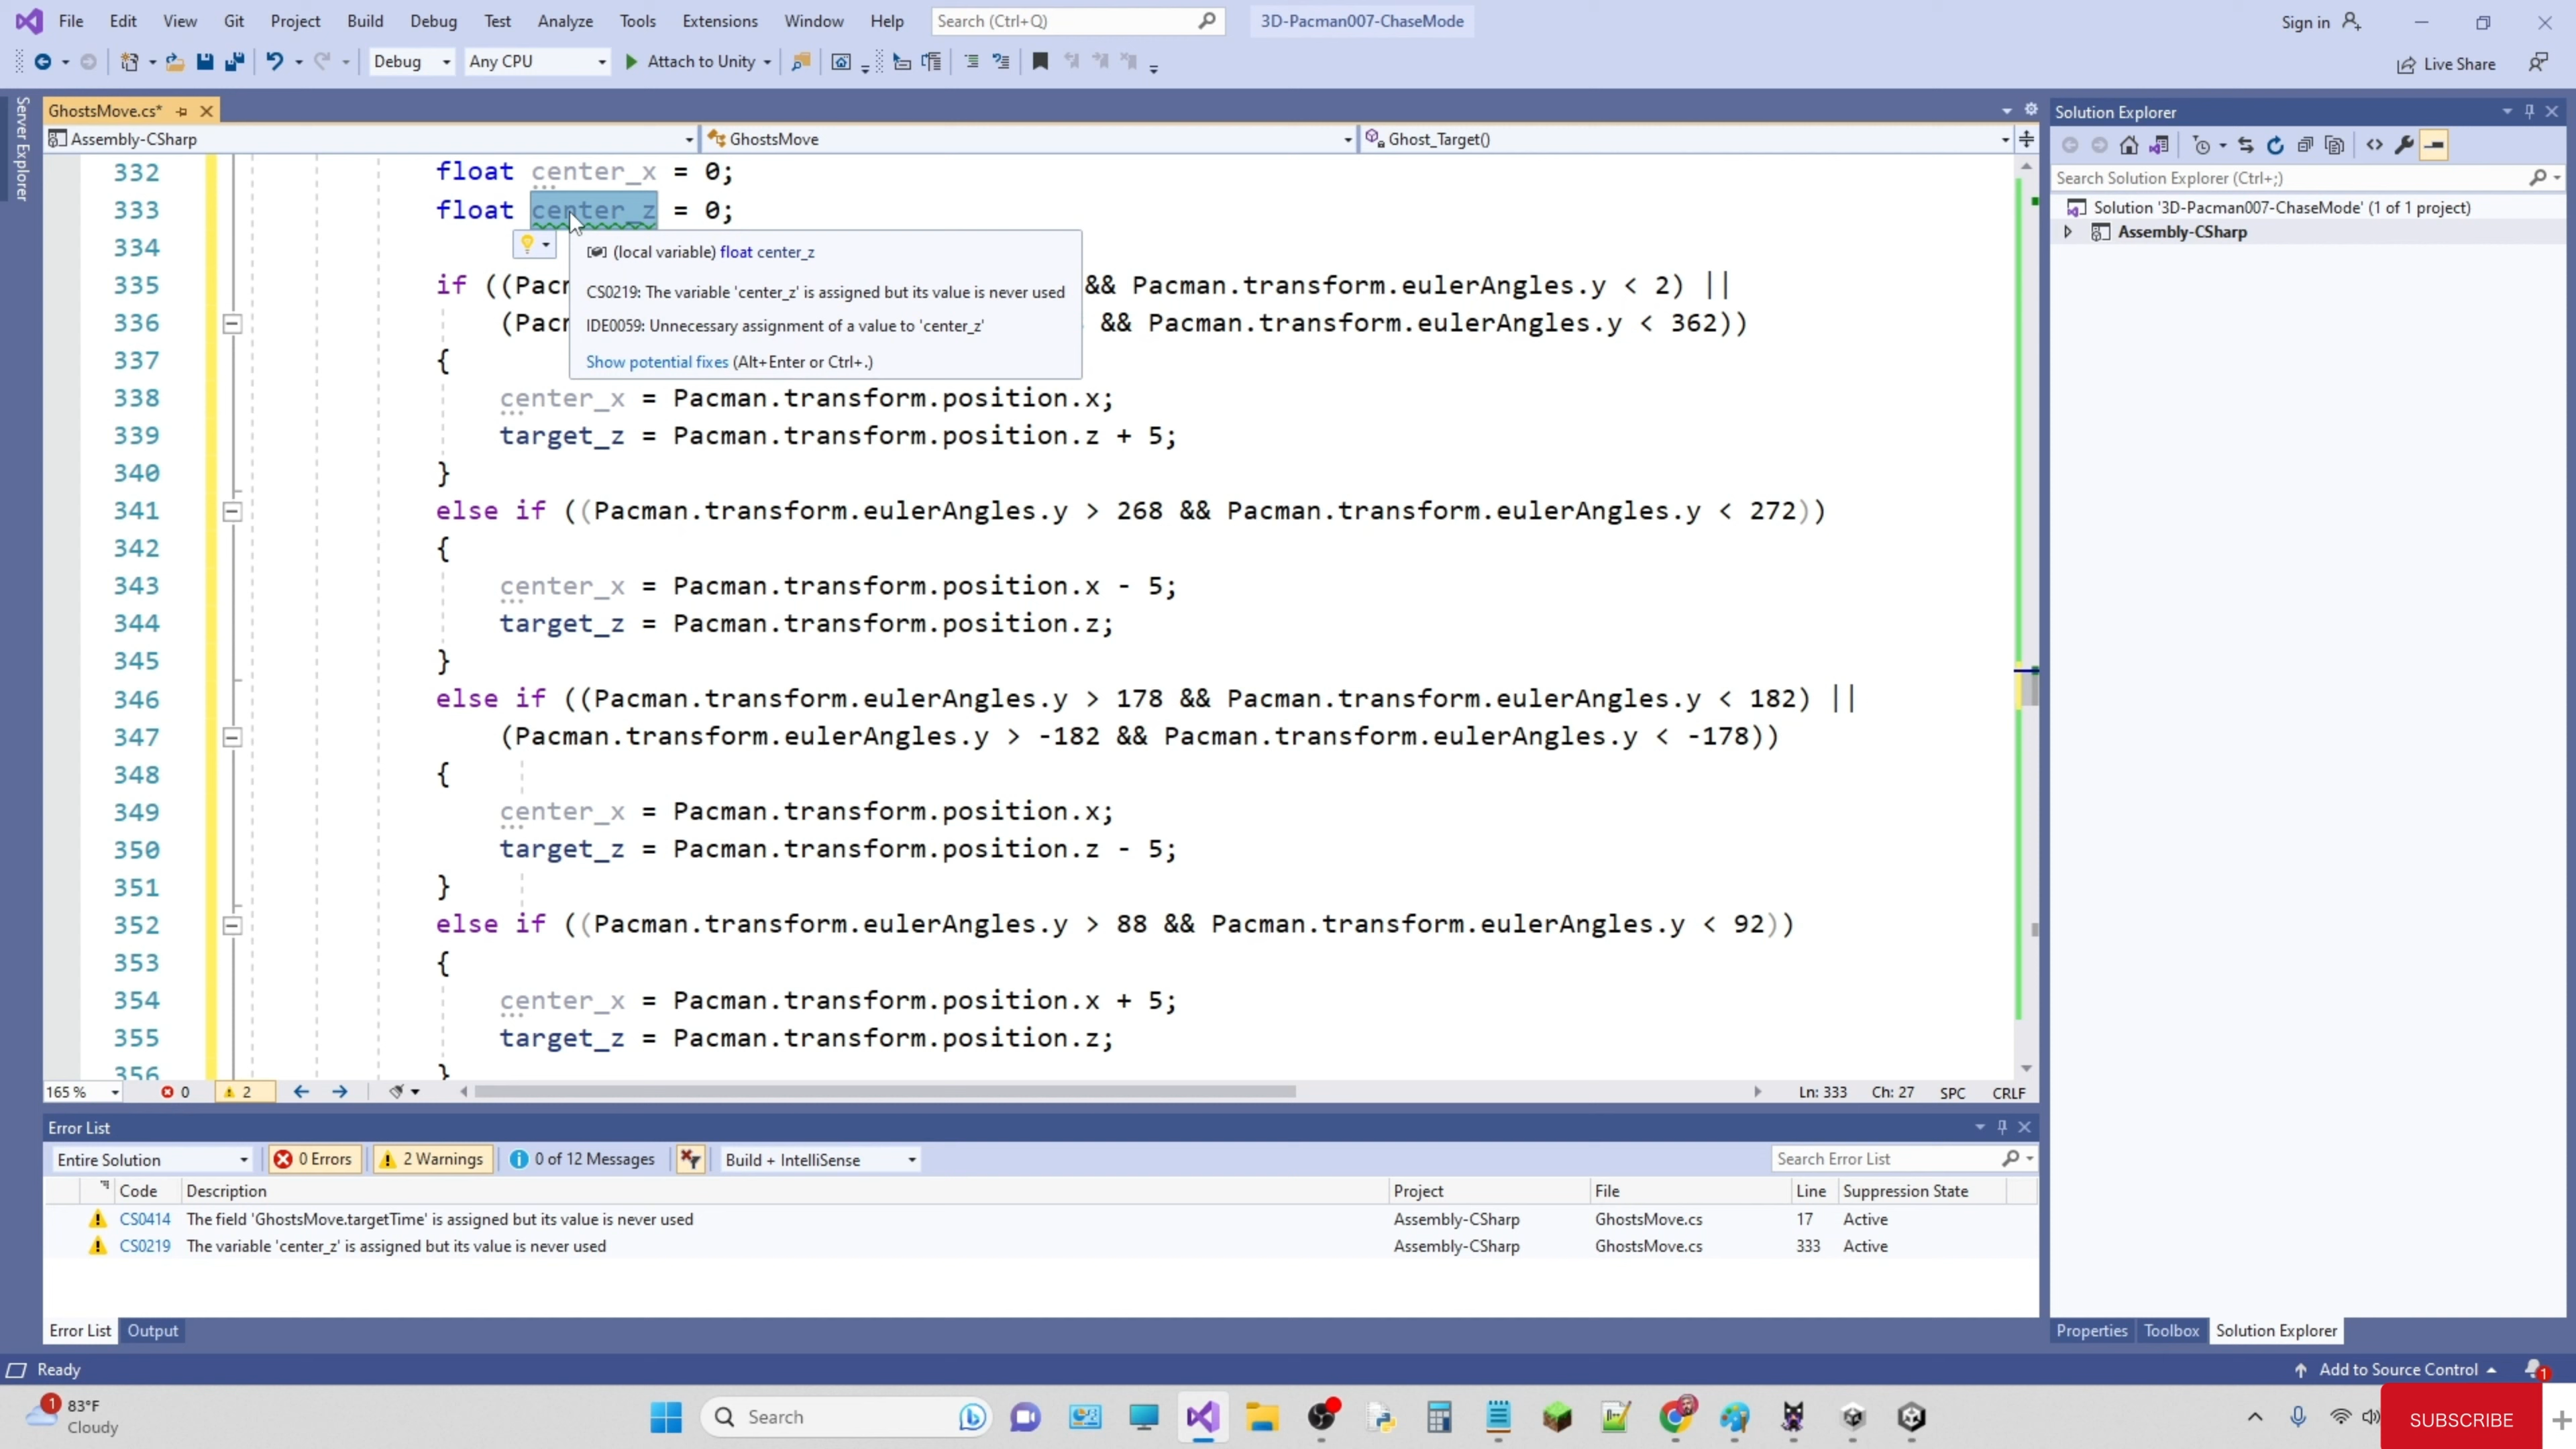 File Edit View Git Project Build Debug Test Analyze Tools Extensions Window Help Search (Ctrl+Q) 3D-Pacman007-ChaseMode Sign in
Debug Any CPU Attach to Unity Live Share
Server Explorer
GhostsMove.cs*
Assembly-CSharp GhostsMove Ghost_Target()
332 float center_x = 0;
333 float center_z = 0;
334
335 if ((Pacr && Pacman.transform.eulerAngles.y < 2) ||
336 (Pacr && Pacman.transform.eulerAngles.y < 362))
337 {
338 center_x = Pacman.transform.position.x;
339 target_z = Pacman.transform.position.z + 5;
340 }
341 else if ((Pacman.transform.eulerAngles.y > 268 && Pacman.transform.eulerAngles.y < 272))
342 {
343 center_x = Pacman.transform.position.x - 5;
344 target_z = Pacman.transform.position.z;
345 }
346 else if ((Pacman.transform.eulerAngles.y > 178 && Pacman.transform.eulerAngles.y < 182) ||
347 (Pacman.transform.eulerAngles.y > -182 && Pacman.transform.eulerAngles.y < -178))
348 {
349 center_x = Pacman.transform.position.x;
350 target_z = Pacman.transform.position.z - 5;
351 }
352 else if ((Pacman.transform.eulerAngles.y > 88 && Pacman.transform.eulerAngles.y < 92))
353 {
354 center_x = Pacman.transform.position.x + 5;
355 target_z = Pacman.transform.position.z;
356 }
(local variable) float center_z
CS0219: The variable 'center_z' is assigned but its value is never used
IDE0059: Unnecessary assignment of a value to 'center_z'
Show potential fixes (Alt+Enter or Ctrl+.)
165 % 0 2 Ln: 333 Ch: 27 SPC CRLF
Solution Explorer
Search Solution Explorer (Ctrl+;)
Solution '3D-Pacman007-ChaseMode' (1 of 1 project)
Assembly-CSharp
Error List
Entire Solution 0 Errors 2 Warnings 0 of 12 Messages Build + IntelliSense Search Error List
Code Description Project File Line Suppression State
CS0414 The field 'GhostsMove.targetTime' is assigned but its value is never used Assembly-CSharp GhostsMove.cs 17 Active
CS0219 The variable 'center_z' is assigned but its value is never used Assembly-CSharp GhostsMove.cs 333 Active
Error List Output
Properties Toolbox Solution Explorer
Ready Add to Source Control 1
1 83°F
Cloudy
Search
SUBSCRIBE